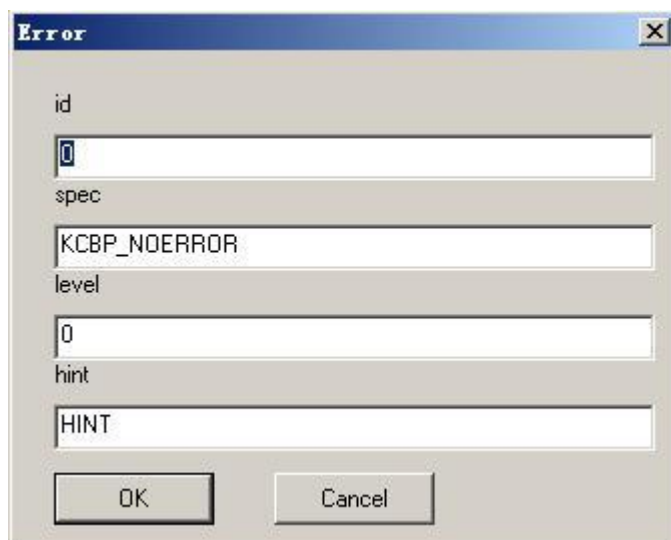 Error
id
0
spec
KCBP_NOERROR
level
0
hint
HINT
OK
Cancel